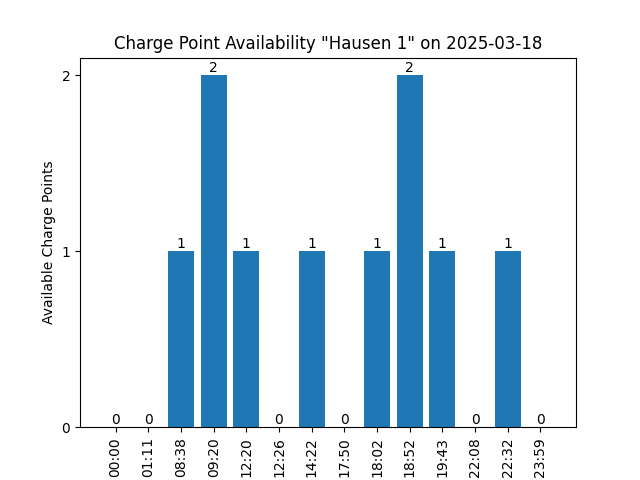 Charge Point Availability "Hausen 1" on 2025-03-18
Available Charge Points
2
1
0
0 0 1 2 1 0 1 0 1 2 1 0 1 0
00:00 01:11 08:38 09:20 12:20 12:26 14:22 17:50 18:02 18:52 19:43 22:08 22:32 23:59